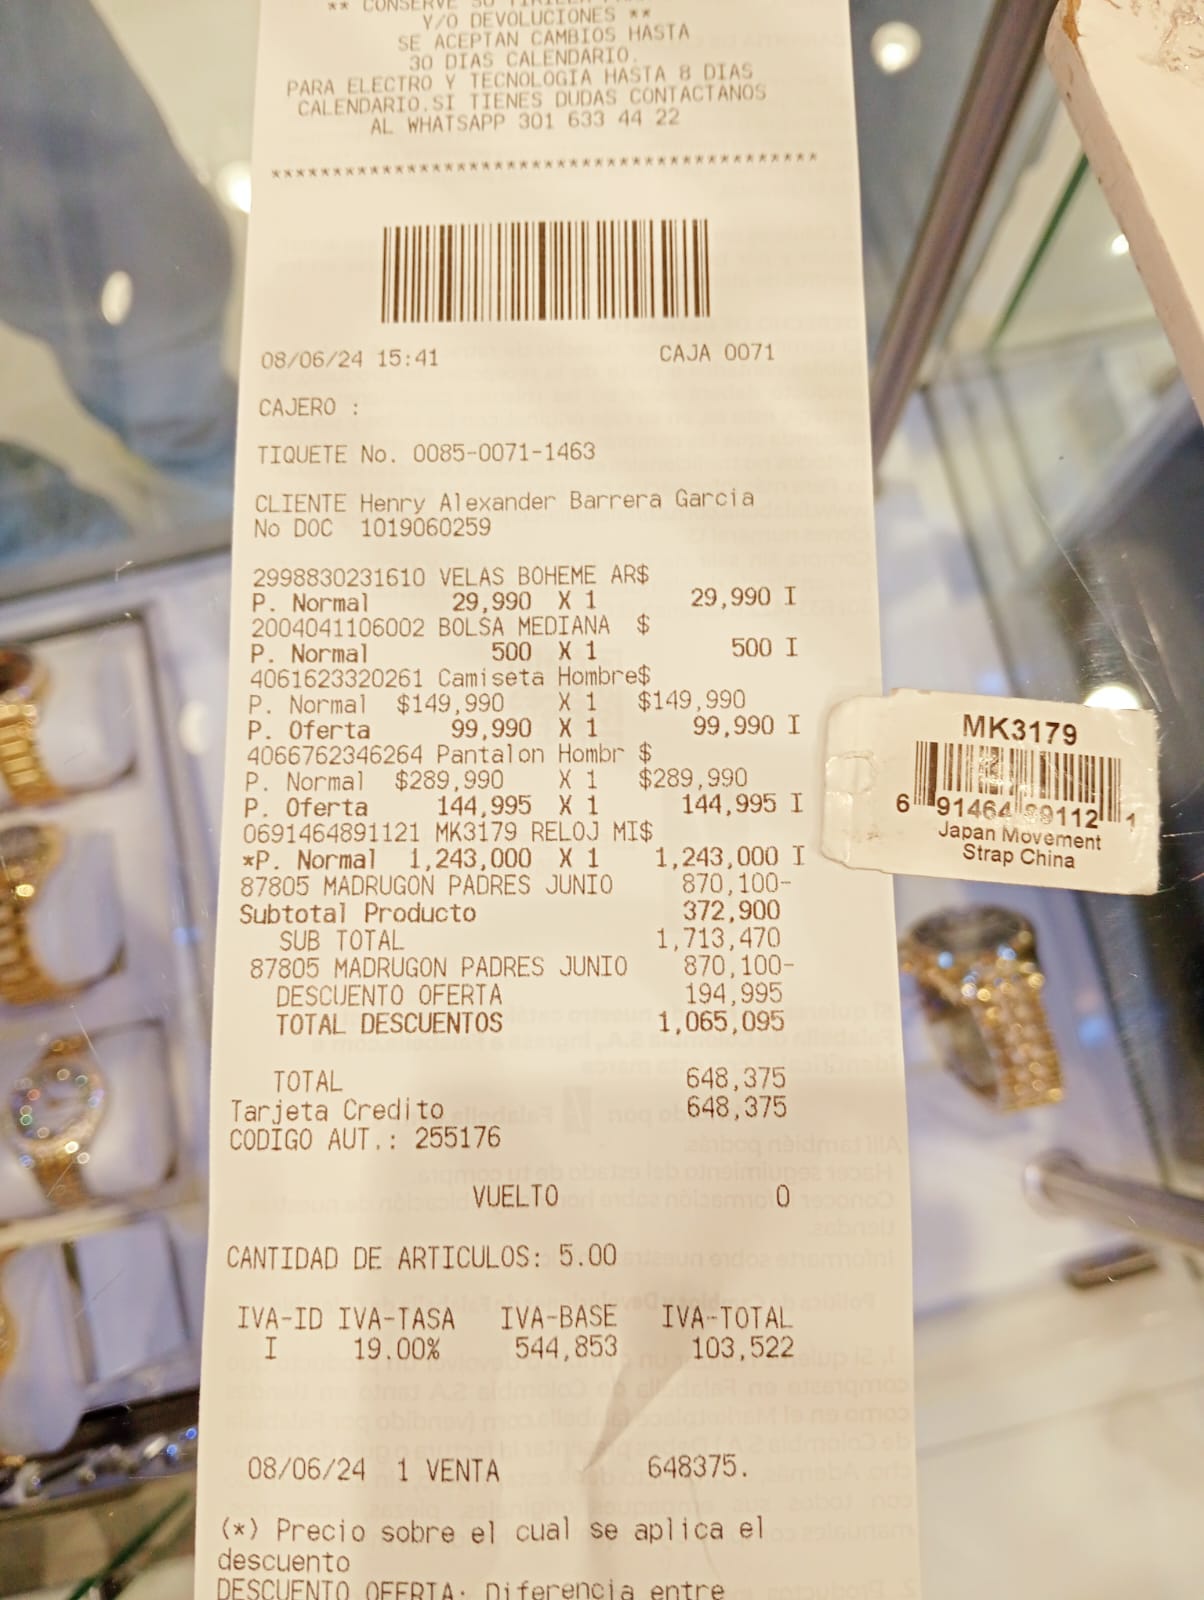 ** CONSERVE SU TIRILLA
Y/O DEVOLUCIONES **
SE ACEPTAN CAMBIOS HASTA
30 DIAS CALENDARIO.
PARA ELECTRO Y TECNOLOGIA HASTA 8 DIAS
CALENDARIO.SI TIENES DUDAS CONTACTANOS
AL WHATSAPP 301 633 44 22
08/06/24 15:41 CAJA 0071
CAJERO :
TIQUETE No. 0085-0071-1463
CLIENTE Henry Alexander Barrera Garcia
No DOC 1019060259
2998830231610 VELAS BOHEME AR$
P. Normal 29,990 X 1 29,990 I
2004041106002 BOLSA MEDIANA $
P. Normal 500 X 1 500 I
4061623320261 Camiseta Hombre$
P. Normal $149,990 X 1 $149,990
P. Oferta 99,990 X 1 99,990 I
4066762346264 Pantalon Hombr $
P. Normal $289,990 X 1 $289,990
P. Oferta 144,995 X 1 144,995 I
0691464891121 MK3179 RELOJ MI$
*P. Normal 1,243,000 X 1 1,243,000 I
87805 MADRUGON PADRES JUNIO 870,100-
Subtotal Producto 372,900
SUB TOTAL 1,713,470
87805 MADRUGON PADRES JUNIO 870,100-
DESCUENTO OFERTA 194,995
TOTAL DESCUENTOS 1,065,095
TOTAL 648,375
Tarjeta Credito 648,375
CODIGO AUT.: 255176
VUELTO 0
CANTIDAD DE ARTICULOS: 5.00
IVA-ID IVA-TASA IVA-BASE IVA-TOTAL
I 19.00% 544,853 103,522
08/06/24 1 VENTA 648375.
(*) Precio sobre el cual se aplica el
descuento
DESCUENTO OFERTA: Diferencia entre
MK3179
6 91464 89112 1
Japan Movement
Strap China